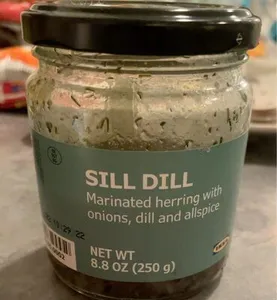 SILL DILL
Marinated herring with
onions, dill and allspice
NET WT
8.8 OZ (250 g)